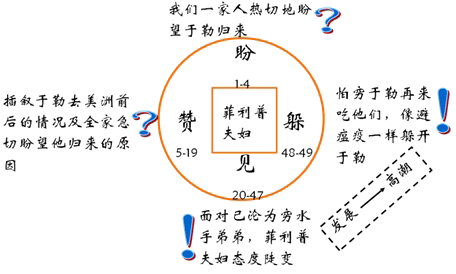 我们一家人热切地盼
望于勒归来
?
盼
1-4
插叙于勒去美洲前
后的情况及全家急
切盼望他归来的原
因
?
赞
5-19
菲利普
夫妇
躲
48-49
怕穷于勒再来
吃他们，像避
瘟疫一样躲开
于勒
!
见
20-47
!
面对已沦为穷水
手弟弟，菲利普
夫妇态度陡变
发展
高潮